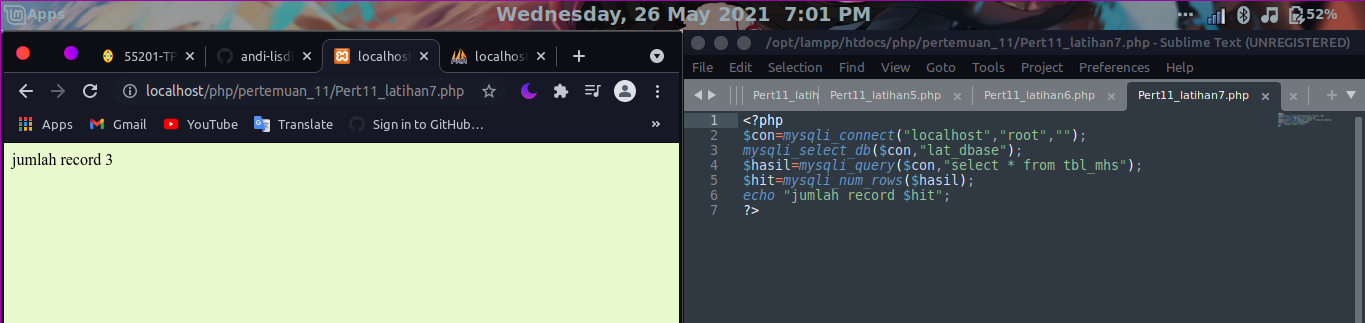 Apps
Wednesday, 26 May 2021 7:01 PM
52%
55201-TP
andi-lisdi
localhos
localhos
localhost/php/pertemuan_11/Pert11_latihan7.php
Apps
Gmail
YouTube
Translate
Sign in to GitHub…
»
jumlah record 3
/opt/lampp/htdocs/php/pertemuan_11/Pert11_latihan7.php - Sublime Text (UNREGISTERED)
File Edit Selection Find View Goto Tools Project Preferences Help
Pert11_latih
Pert11_latihan5.php
Pert11_latihan6.php
Pert11_latihan7.php
1 <?php
2 $con=mysqli_connect("localhost","root","");
3 mysqli_select_db($con,"lat_dbase");
4 $hasil=mysqli_query($con,"select * from tbl_mhs");
5 $hit=mysqli_num_rows($hasil);
6 echo "jumlah record $hit";
7 ?>